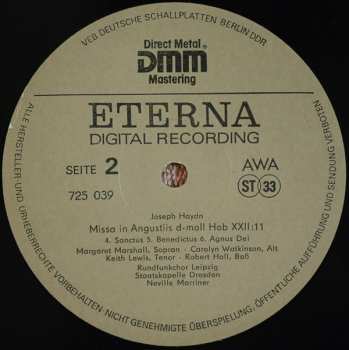 VEB DEUTSCHE SCHALLPLATTEN BERLIN DDR
Direct Metal
DMM
Mastering
ETERNA
DIGITAL RECORDING
SEITE 2
AWA
725 039
ST 33
Joseph Haydn
Missa in Angustiis d-moll Hob XXII:11
4. Sanctus 5. Benedictus 6. Agnus Dei
Margaret Marshall, Sopran - Carolyn Watkinson, Alt
Keith Lewis, Tenor - Robert Holl, Baß
Rundfunkchor Leipzig
Staatskapelle Dresden
Neville Marriner
ALLE HERSTELLER- UND URHEBERRECHTE VORBEHALTEN NICHT GENEHMIGTE ÜBERSPIELUNG, ÖFFENTLICHE AUFFÜHRUNG UND SENDUNG VERBOTEN